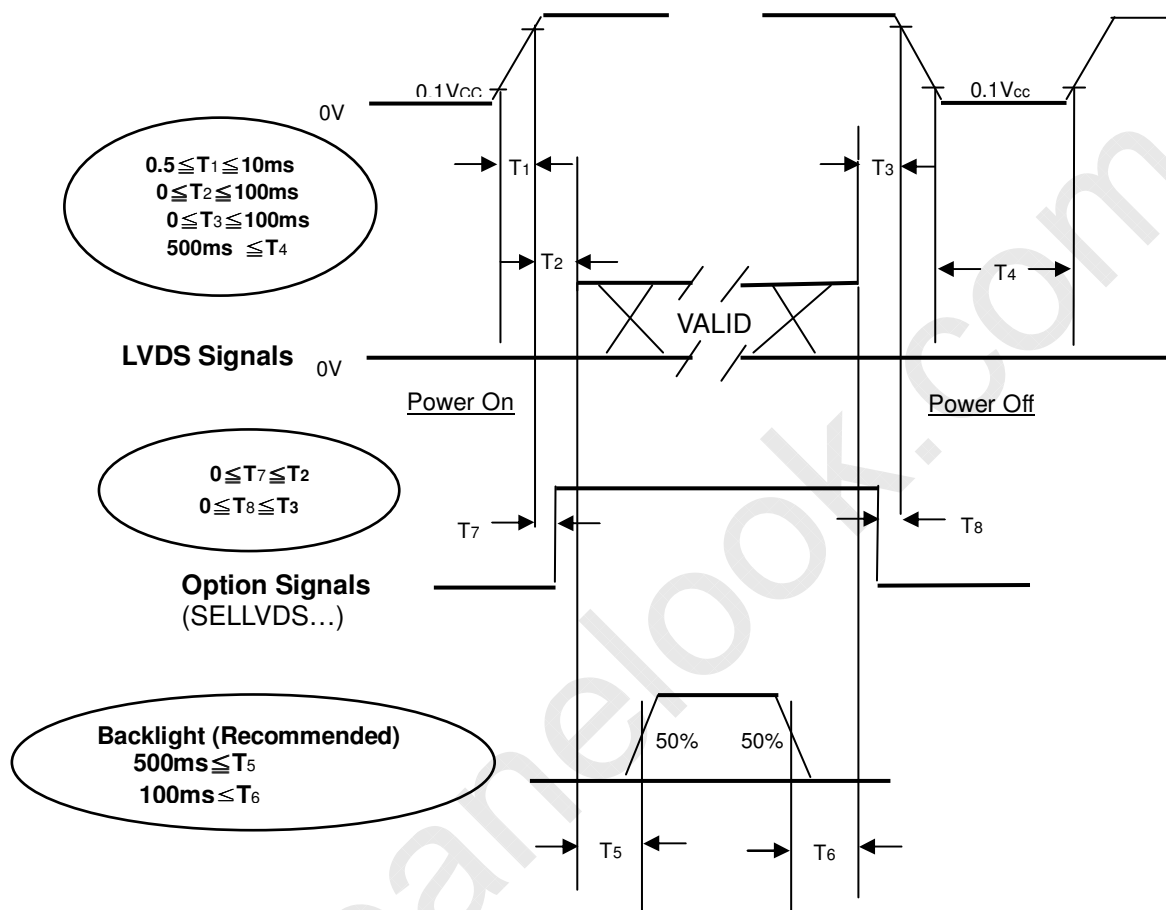 0.1VCC
0.1Vcc
0V
0.5≦T1≦10ms
0≦T2≦100ms
0≦T3≦100ms
500ms ≦T4
T1
T3
T2
T4
VALID
LVDS Signals
0V
Power On
Power Off
0≦T7≦T2
0≦T8≦T3
T7
T8
Option Signals
(SELLVDS…)
Backlight (Recommended)
500ms≦T5
100ms≦T6
50%
50%
T5
T6
anelook.com